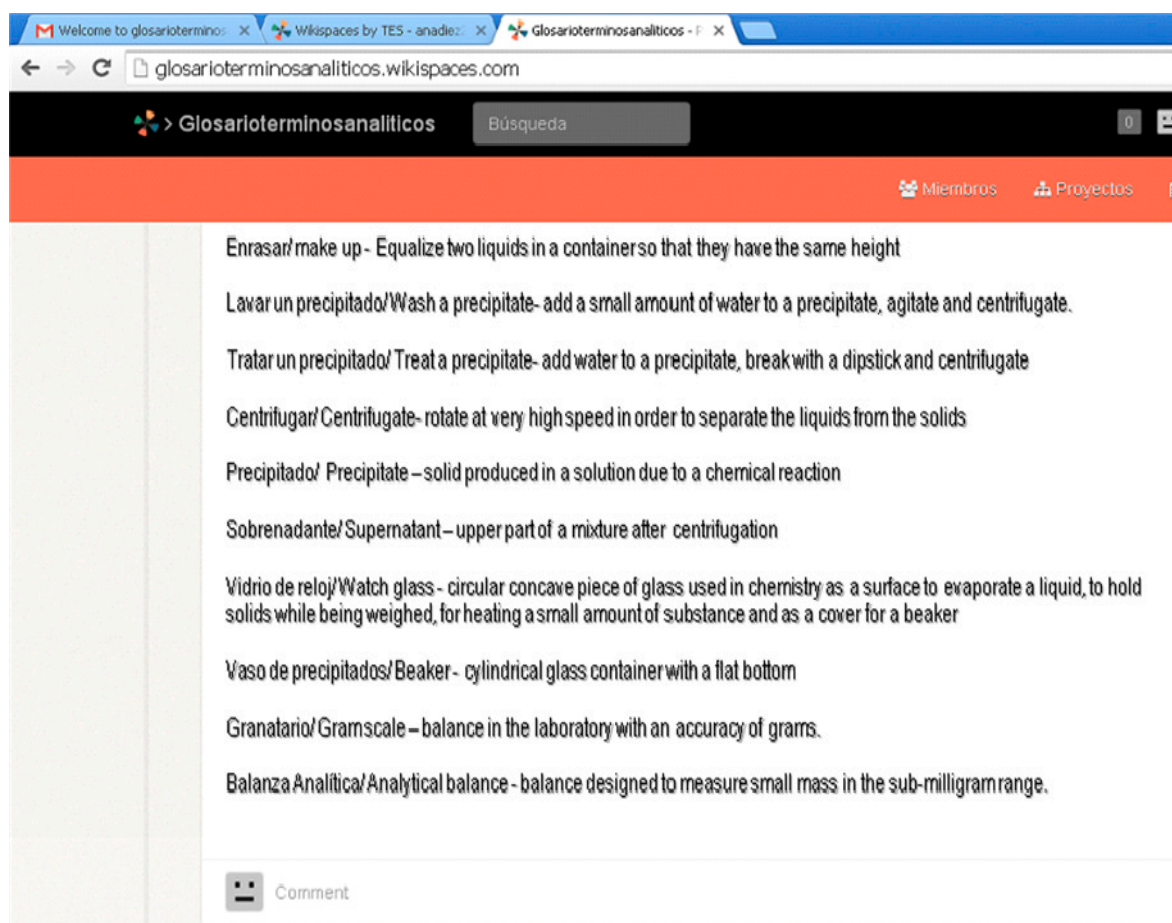 Welcome to glosariotermino
Wikispaces by TES - anadiez
Glosarioterminosanaliticos - P
glosarioterminosanaliticos.wikispaces.com
> Glosarioterminosanaliticos
Búsqueda
0
Miembros
Proyectos
Enrasar/make up - Equalize two liquids in a container so that they have the same height
Lavar un precipitado/Wash a precipitate- add a small amount of water to a precipitate, agitate and centrifugate.
Tratar un precipitado/ Treat a precipitate- add water to a precipitate, break with a dipstick and centrifugate
Centrifugar/ Centrifugate- rotate at very high speed in order to separate the liquids from the solids
Precipitado/ Precipitate – solid produced in a solution due to a chemical reaction
Sobrenadante/ Supernatant – upper part of a mixture after centrifugation
Vidrio de reloj/Watch glass - circular concave piece of glass used in chemistry as a surface to evaporate a liquid, to hold
solids while being weighed, for heating a small amount of substance and as a cover for a beaker
Vaso de precipitados/ Beaker - cylindrical glass container with a flat bottom
Granatario/ Gramscale – balance in the laboratory with an accuracy of grams.
Balanza Analítica/ Analytical balance - balance designed to measure small mass in the sub-milligram range.
Comment